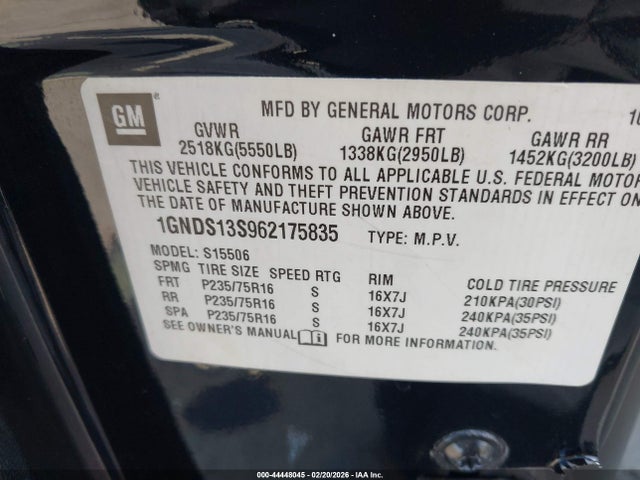 GM
MFD BY GENERAL MOTORS CORP. 10
GVWR GAWR FRT GAWR RR
2518KG(5550LB) 1338KG(2950LB) 1452KG(3200LB)
THIS VEHICLE CONFORMS TO ALL APPLICABLE U.S. FEDERAL MOTOR
VEHICLE SAFETY AND THEFT PREVENTION STANDARDS IN EFFECT ON
THE DATE OF MANUFACTURE SHOWN ABOVE.
1GNDS13S962175835 TYPE: M.P.V.
MODEL: S15506
SPMG TIRE SIZE SPEED RTG RIM COLD TIRE PRESSURE
FRT P235/75R16 S 16X7J 210KPA(30PSI)
RR P235/75R16 S 16X7J 240KPA(35PSI)
SPA P235/75R16 S 16X7J 240KPA(35PSI)
SEE OWNER'S MANUAL FOR MORE INFORMATION.
000-44448045 - 02/20/2026 - IAA Inc.